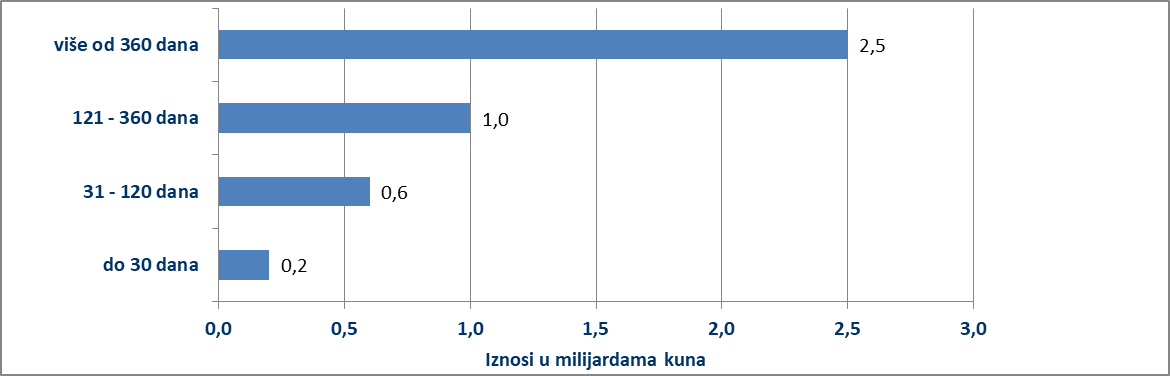 više od 360 dana
2,5
121 - 360 dana
1,0
31 - 120 dana
0,6
do 30 dana
0,2
0,0 0,5 1,0 1,5 2,0 2,5 3,0
Iznosi u milijardama kuna